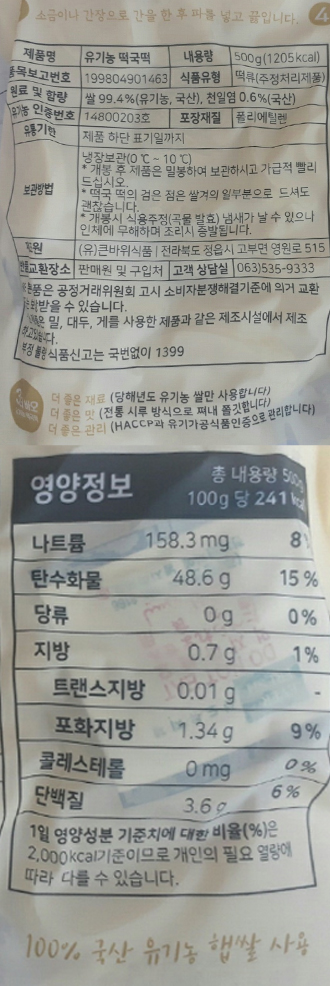 소금이나 간장으로 간을 한 후 파를 넣고 끓입니다. 4
제품명 유기농 떡국떡 내용량 500g(1205kcal)
품목보고번호 199804901463 식품유형 떡류(주정처리제품)
원료 및 함량 쌀 99.4%(유기농, 국산), 천일염 0.6%(국산)
유기농 인증번호 14800203호 포장재질 폴리에틸렌
유통기한 제품 하단 표기일까지
보관방법 냉장보관(0℃~10℃)
* 개봉 후 제품은 밀봉하여 보관하시고 가급적 빨리
드십시오.
* 떡국 떡의 검은 점은 쌀겨의 일부분으로 드셔도
괜찮습니다.
* 개봉시 식용주정(곡물 발효) 냄새가 날 수 있으나
인체에 무해하며 조리시 증발됩니다.
(유)큰바위식품 | 전라북도 정읍시 고부면 영원로 515
반품교환장소 판매원 및 구입처 고객 상담실 063)535-9333
본 제품은 공정거래위원회 고시 소비자분쟁해결기준에 의거 교환
받을 수 있습니다.
밀, 대두, 게를 사용한 제품과 같은 제조시설에서 제조
하고 있습니다.
부정 불량식품신고는 국번없이 1399
더 좋은 재료 (당해년도 유기농 쌀만 사용합니다)
더 좋은 맛 (전통 시루 방식으로 쪄내 쫄깃합니다)
더 좋은 관리 (HACCP과 유기가공식품인증으로 관리합니다)
영양정보
총 내용량 500g
100g 당 241 kcal
나트륨 158.3 mg 8
탄수화물 48.6 g 15 %
당류 0 g 0%
지방 0.7 g 1%
트랜스지방 0.01 g -
포화지방 1.34 g 9%
콜레스테롤 0 mg 0%
단백질 3.6 g 6%
1일 영양성분 기준치에 대한 비율(%)은
2,000kcal기준이므로 개인의 필요 열량에
따라 다를 수 있습니다.
100% 국산 유기농 햅쌀 사용